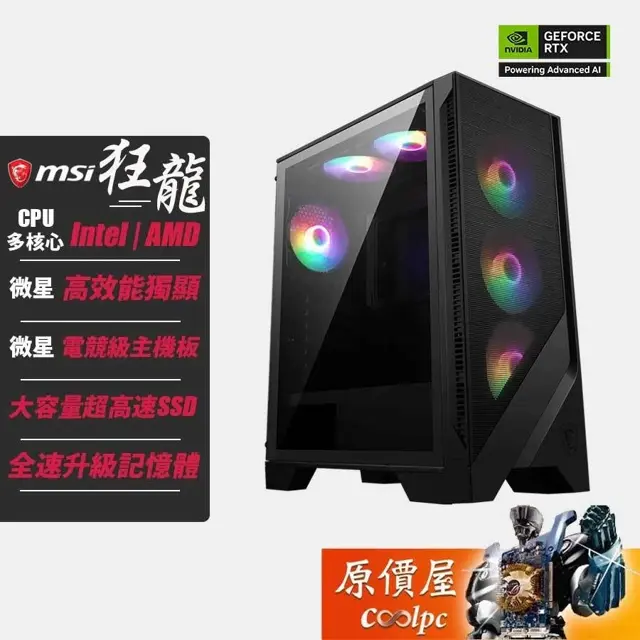 NVIDIA
GEFORCE
RTX
Powering Advanced AI
msi 狂龍
CPU
多核心 Intel | AMD
微星 高效能獨顯
微星 電競級主機板
大容量超高速SSD
全速升級記憶體
原價屋
coolpc